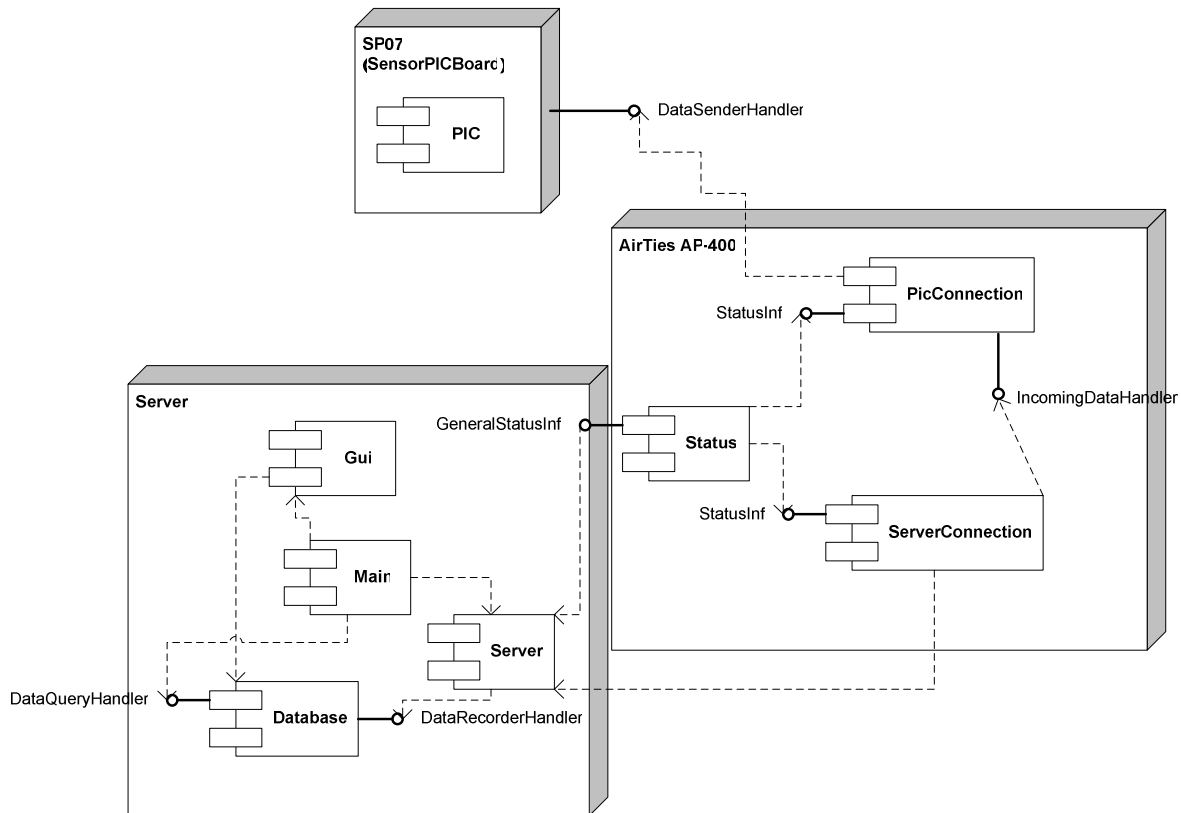 SP07
(SensorPICBoard)
PIC
DataSenderHandler
AirTies AP-400
PicConnection
StatusInf
IncomingDataHandler
Server
GeneralStatusInf
Status
Gui
StatusInf
ServerConnection
Main
Server
DataQueryHandler
Database
DataRecorderHandler